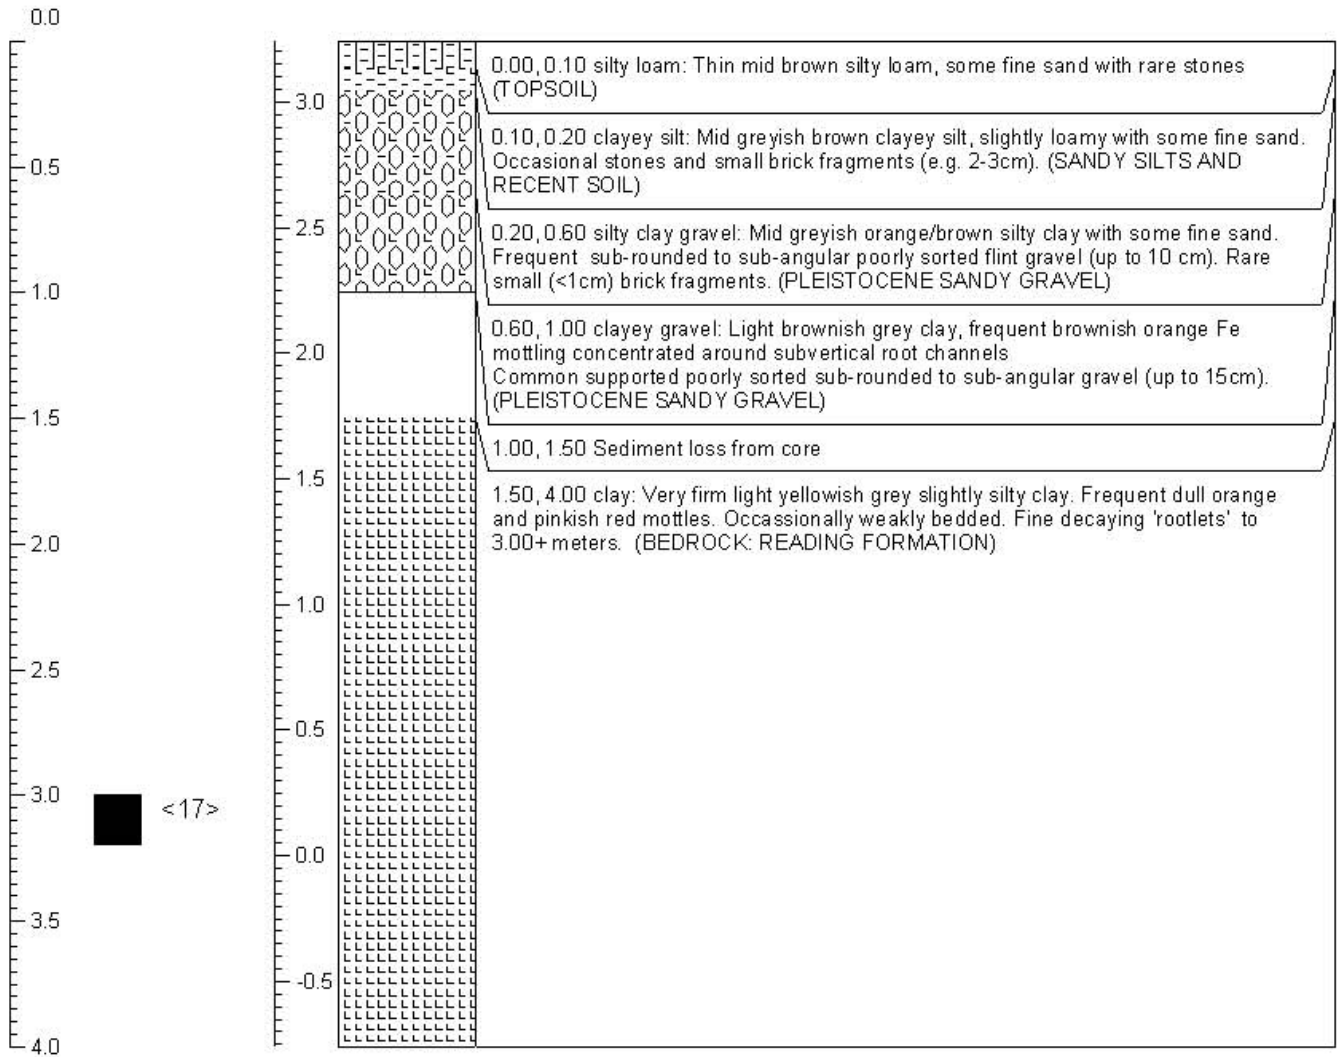 0.0
0.5
1.0
1.5
2.0
2.5
3.0
3.5
4.0
<17>
3.0
2.5
2.0
1.5
1.0
0.5
0.0
-0.5
0.00, 0.10 silty loam: Thin mid brown silty loam, some fine sand with rare stones
(TOPSOIL)
0.10, 0.20 clayey silt: Mid greyish brown clayey silt, slightly loamy with some fine sand.
Occasional stones and small brick fragments (e.g. 2-3cm). (SANDY SILTS AND
RECENT SOIL)
0.20, 0.60 silty clay gravel: Mid greyish orange/brown silty clay with some fine sand.
Frequent sub-rounded to sub-angular poorly sorted flint gravel (up to 10 cm). Rare
small (<1cm) brick fragments. (PLEISTOCENE SANDY GRAVEL)
0.60, 1.00 clayey gravel: Light brownish grey clay, frequent brownish orange Fe
mottling concentrated around subvertical root channels
Common supported poorly sorted sub-rounded to sub-angular gravel (up to 15cm).
(PLEISTOCENE SANDY GRAVEL)
1.00, 1.50 Sediment loss from core
1.50, 4.00 clay: Very firm light yellowish grey slightly silty clay. Frequent dull orange
and pinkish red mottles. Occassionally weakly bedded. Fine decaying 'rootlets' to
3.00+ meters. (BEDROCK: READING FORMATION)